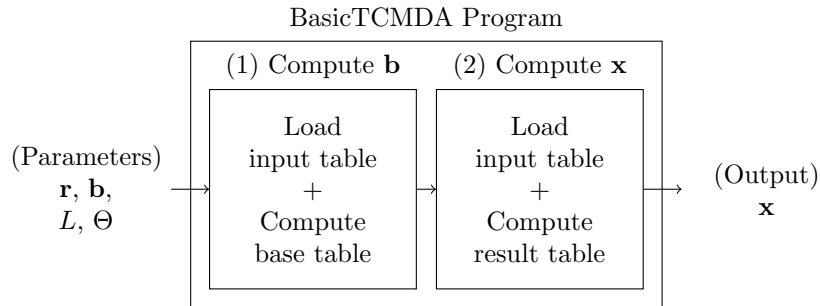 BasicTCMDA Program
(1) Compute b
(2) Compute x
(Parameters)
r, b,
L, Θ
Load
input table
+
Compute
base table
Load
input table
+
Compute
result table
(Output)
x